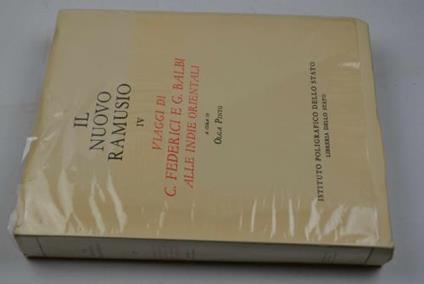 IL
NUOVO
RAMUSIO
IV
VIAGGI DI
C. FEDERICI E G. BALBI
ALLE INDIE ORIENTALI
A CURA DI
OLGA PINTO
ISTITUTO POLIGRAFICO DELLO STATO
LIBRERIA DELLO STATO